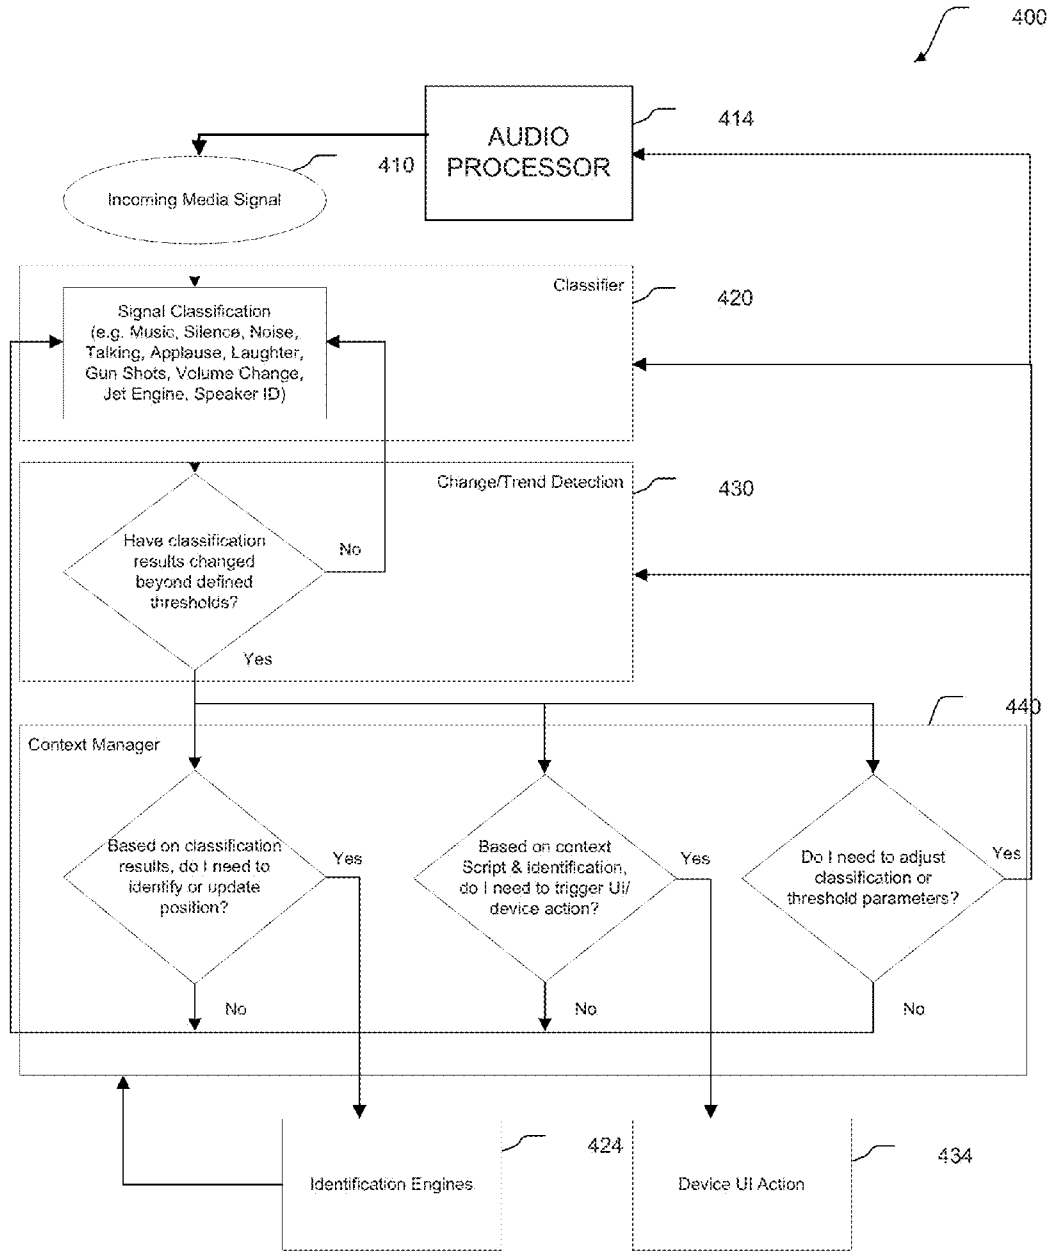 400
AUDIO
PROCESSOR
414
410
Incoming Media Signal
Classifier
420
Signal Classification
(e.g. Music, Silence, Noise,
Talking, Applause, Laughter,
Gun Shots, Volume Change,
Jet Engine, Speaker ID)
Change/Trend Detection
430
Have classification
results changed
beyond defined
thresholds?
No
Yes
440
Context Manager
Based on classification
results, do I need to
identify or update
position?
Yes
No
Based on context
Script & Identification,
do I need to trigger UI/
device action?
Yes
No
Do I need to adjust
classification or
threshold parameters?
Yes
No
Identification Engines
424
Device UI Action
434